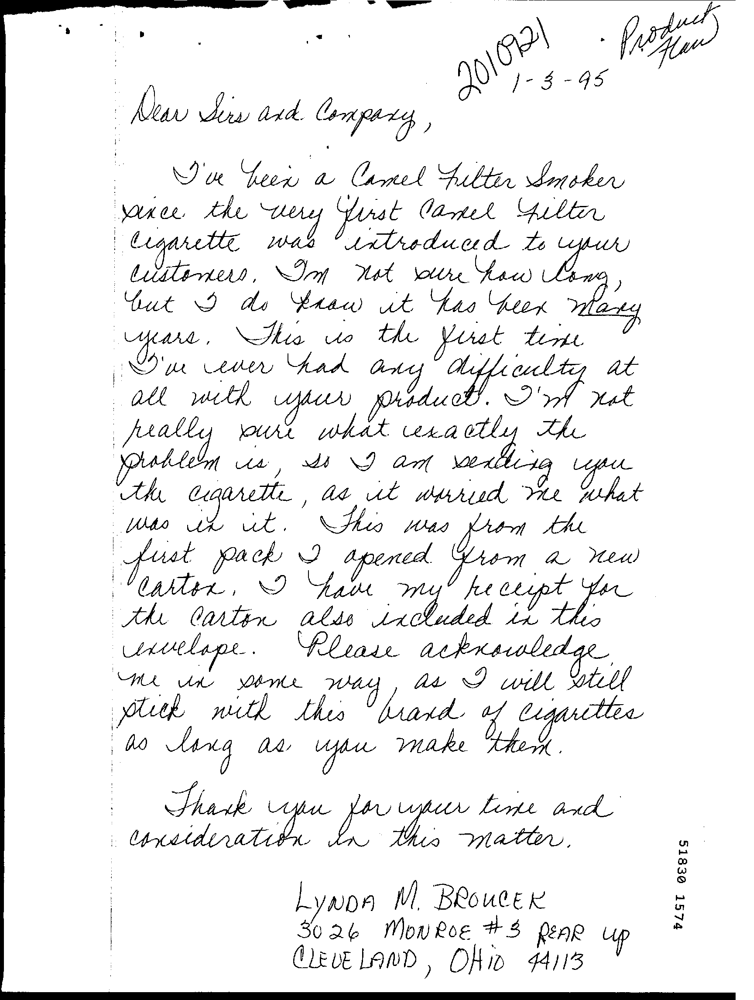 2010921
Product
Flaw
1-3-95
Dear Sirs and Company,
I've been a Camel Filter Smoker
since the very first Camel Filter
cigarette was introduced to your
customers. I'm not sure how long,
but I do know it has been many
years. This is the first time
I've ever had any difficulty at
all with your product. I'm not
really sure what exactly the
problem is, so I am sending you
the cigarette, as it worried me what
was in it. This was from the
first pack I opened from a new
carton. I have my receipt for
the carton also included in this
envelope. Please acknowledge
me in some way, as I will still
stick with this brand of cigarettes
as long as you make them.
Thank you for your time and
consideration in this matter.
LYNDA M. BROUCEK
3026 MONROE #3 REAR UP
CLEVELAND, OHIO 44113
51830 1574